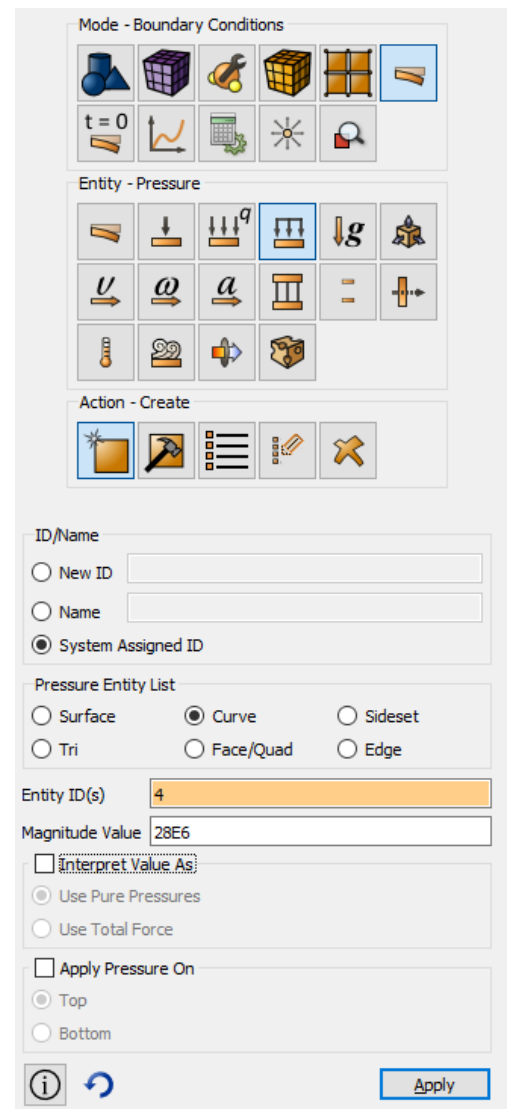 Mode - Boundary Conditions
t = 0
Entity - Pressure
q
g
v
ω
a
Action - Create
ID/Name
New ID
Name
System Assigned ID
Pressure Entity List
Surface Curve Sideset
Tri Face/Quad Edge
Entity ID(s) 4
Magnitude Value 28E6
Interpret Value As
Use Pure Pressures
Use Total Force
Apply Pressure On
Top
Bottom
i
Apply